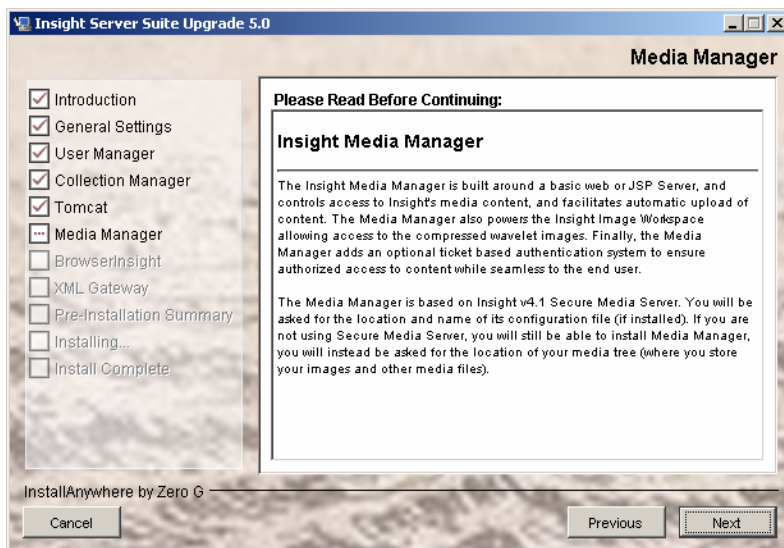 Insight Server Suite Upgrade 5.0
Media Manager
Introduction
General Settings
User Manager
Collection Manager
Tomcat
Media Manager
BrowserInsight
XML Gateway
Pre-Installation Summary
Installing...
Install Complete
Please Read Before Continuing:
Insight Media Manager
The Insight Media Manager is built around a basic web or JSP Server, and
controls access to Insight's media content, and facilitates automatic upload of
content. The Media Manager also powers the Insight Image Workspace
allowing access to the compressed wavelet images. Finally, the Media
Manager adds an optional ticket based authentication system to ensure
authorized access to content while seamless to the end user.
The Media Manager is based on Insight v4.1 Secure Media Server. You will be
asked for the location and name of its configuration file (if installed). If you are
not using Secure Media Server, you will still be able to install Media Manager,
you will instead be asked for the location of your media tree (where you store
your images and other media files).
InstallAnywhere by Zero G
Cancel
Previous
Next